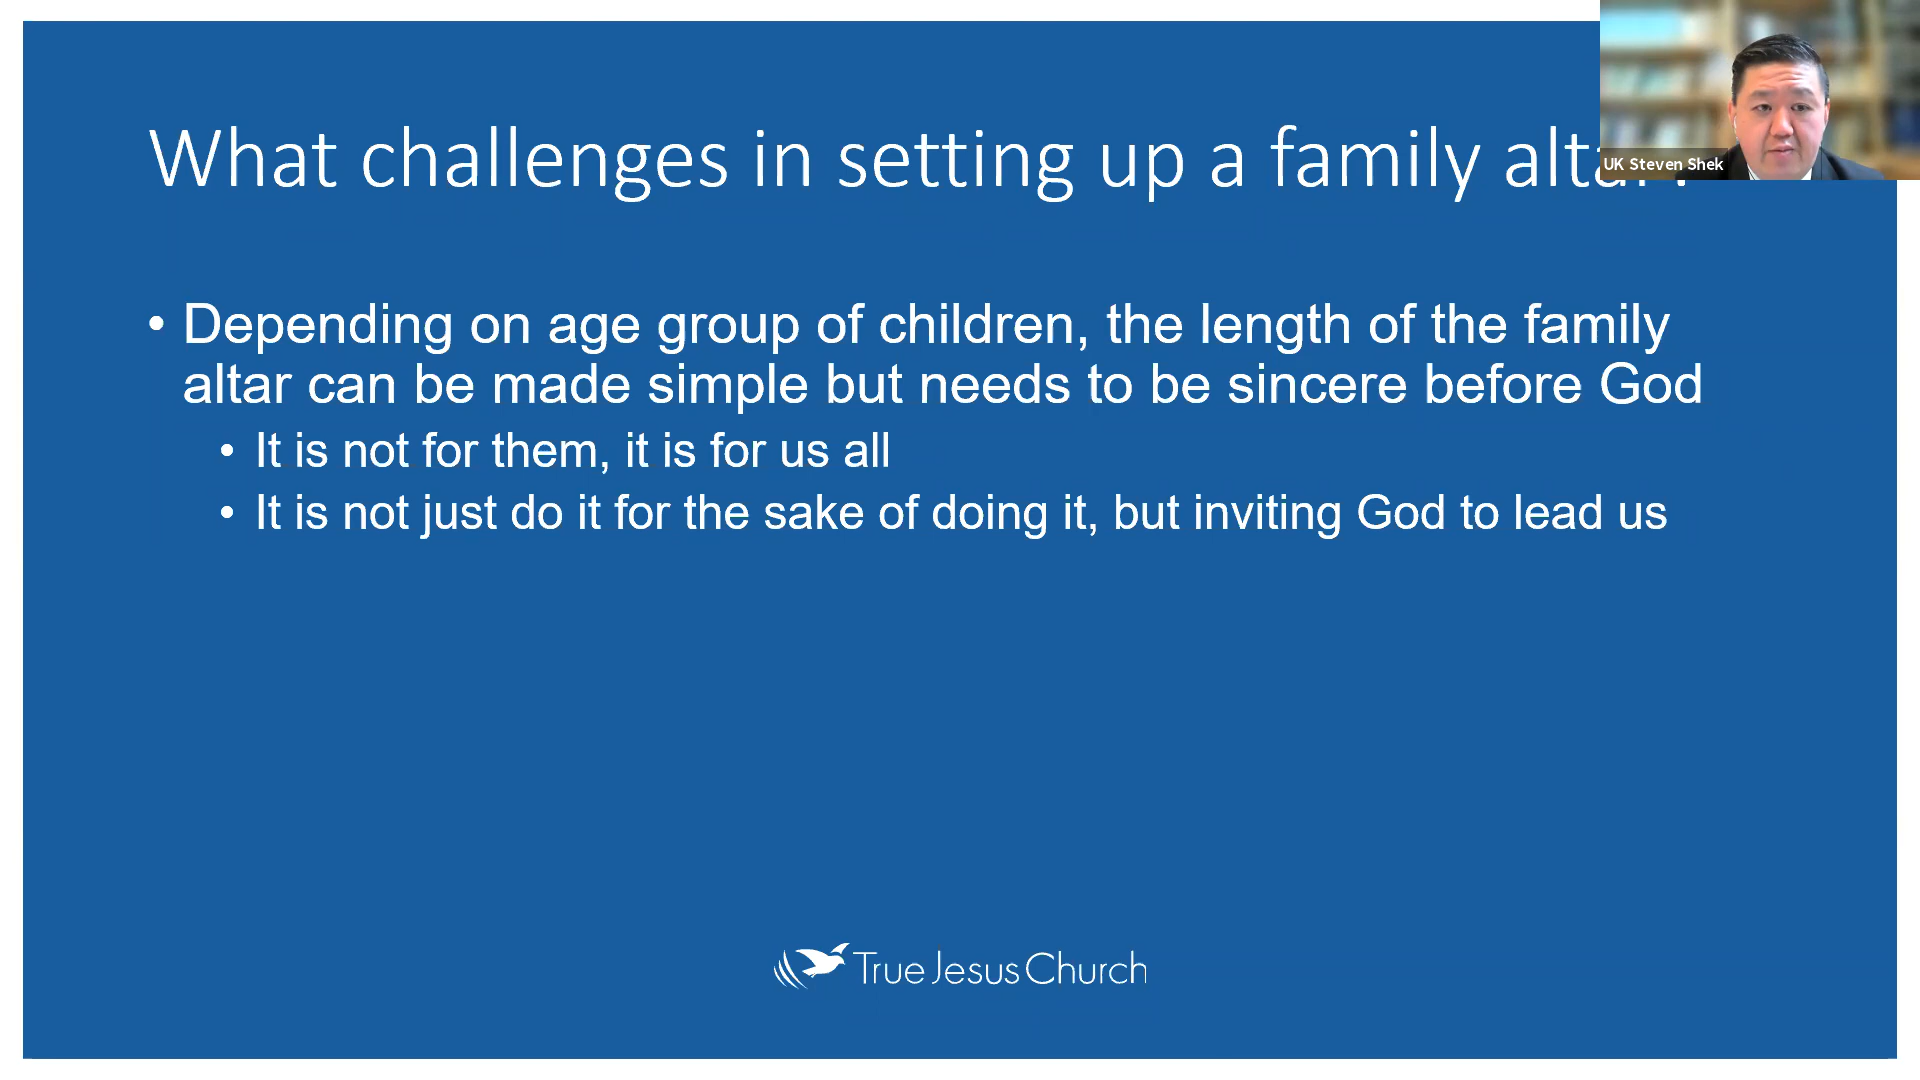 What challenges in setting up a family
UK Steven Shek
• Depending on age group of children, the length of the family
altar can be made simple but needs to be sincere before God
• It is not for them, it is for us all
• It is not just do it for the sake of doing it, but inviting God to lead us
True Jesus Church